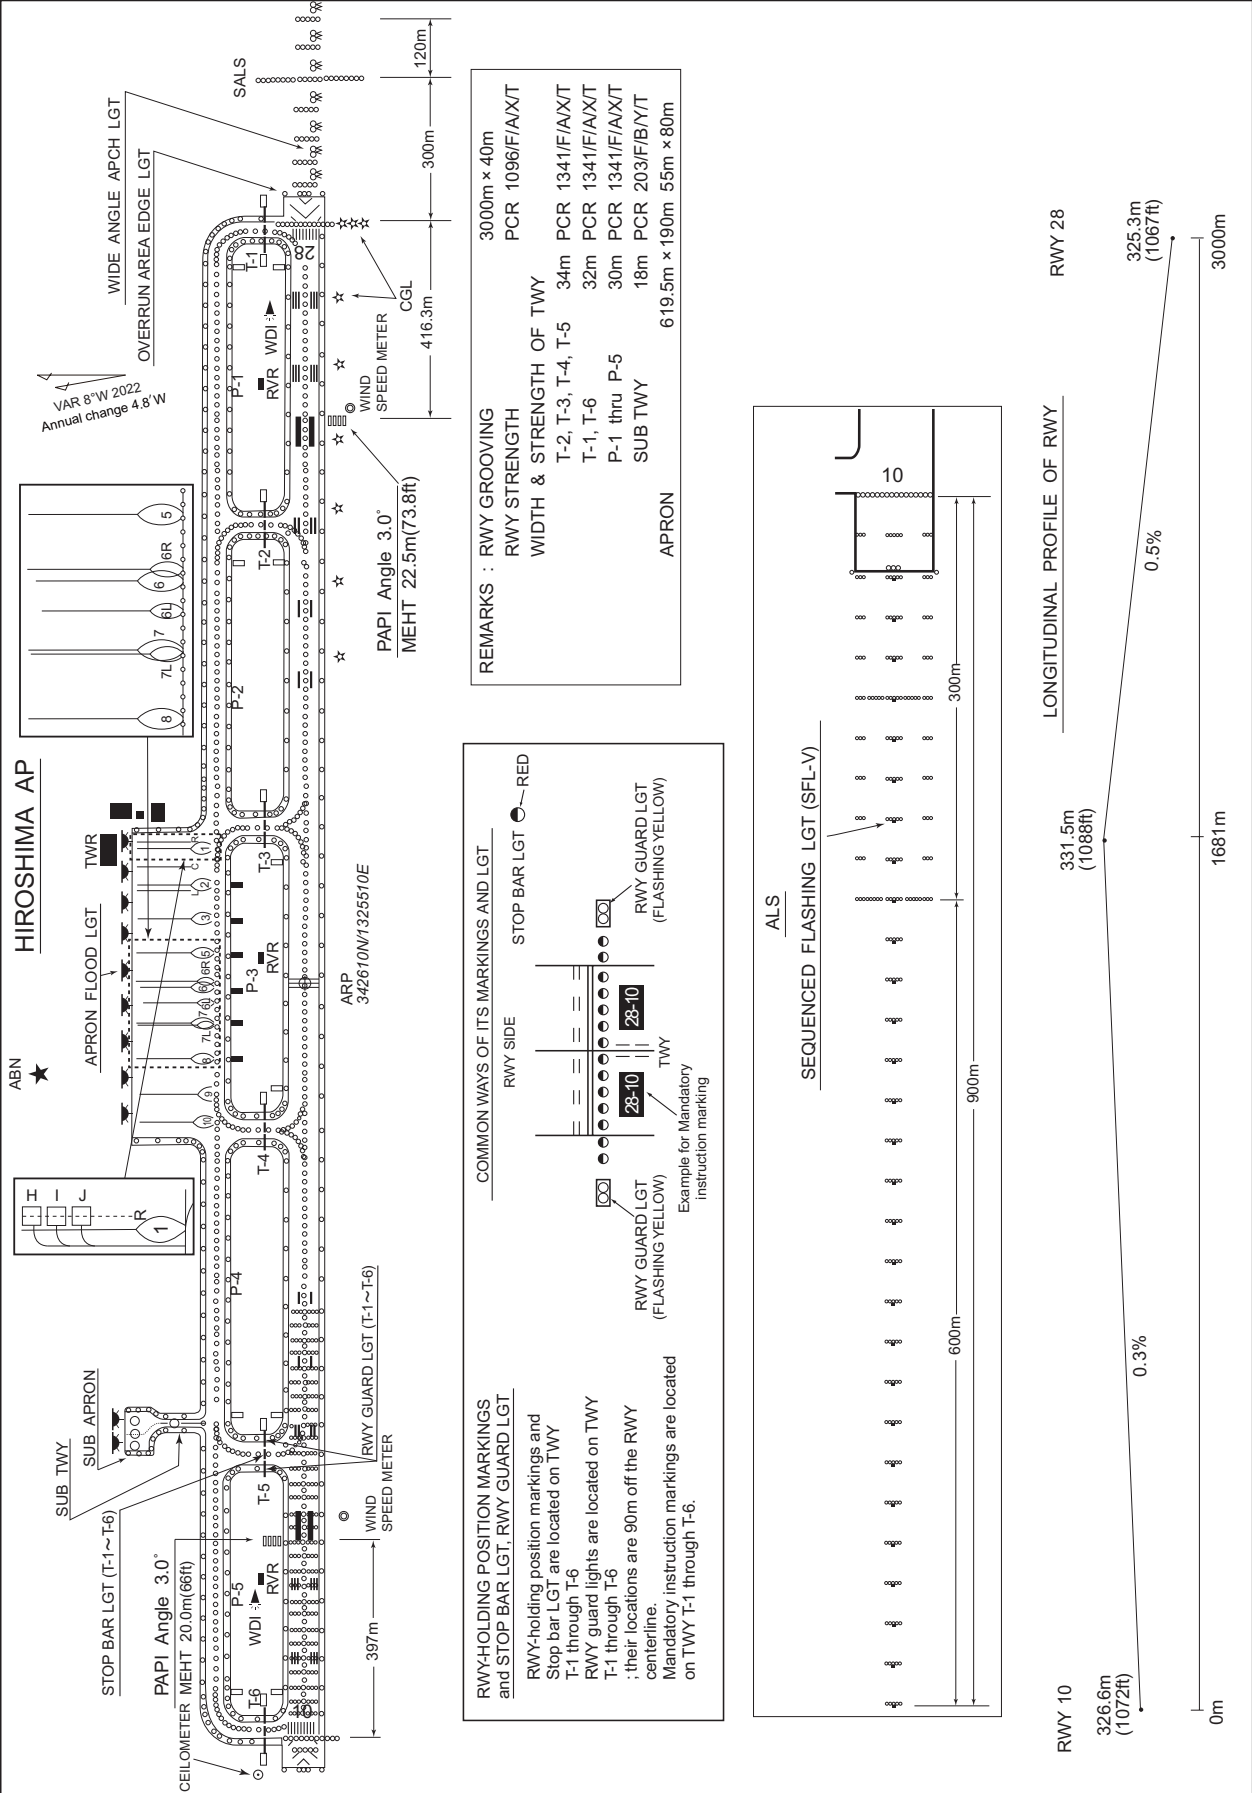 HIROSHIMA AP
ABN
APRON FLOOD LGT
TWR
VAR 8°W 2022
Annual change 4.8′W
WIDE ANGLE APCH LGT
OVERRUN AREA EDGE LGT
SALS
120m
300m
416.3m
CGL
WIND
SPEED METER
PAPI Angle 3.0°
MEHT 22.5m(73.8ft)
8
7L
7
6L
6
6R
5
H
I
J
R
1
10
9
8
7L
7
6L
6
6R
5
3
L
2
C
1
R
SUB TWY
SUB APRON
STOP BAR LGT (T-1~T-6)
PAPI Angle 3.0°
MEHT 20.0m(66ft)
CEILOMETER
T-6
T-5
T-4
T-3
T-2
T-1
P-5
P-4
P-3
P-2
P-1
WDI
RVR
RVR
RVR
WDI
10
28
397m
WIND
SPEED METER
RWY GUARD LGT (T-1~T-6)
ARP
342610N/1325510E
REMARKS : RWY GROOVING 3000m × 40m
RWY STRENGTH PCR 1096/F/A/X/T
WIDTH & STRENGTH OF TWY
T-2, T-3, T-4, T-5 34m PCR 1341/F/A/X/T
T-1, T-6 32m PCR 1341/F/A/X/T
P-1 thru P-5 30m PCR 1341/F/A/X/T
SUB TWY 18m PCR 203/F/B/Y/T
APRON 619.5m × 190m 55m × 80m
RWY-HOLDING POSITION MARKINGS
and STOP BAR LGT, RWY GUARD LGT
RWY-holding position markings and
Stop bar LGT are located on TWY
T-1 through T-6
RWY guard lights are located on TWY
T-1 through T-6
; their locations are 90m off the RWY
centerline.
Mandatory instruction markings are located
on TWY T-1 through T-6.
COMMON WAYS OF ITS MARKINGS AND LGT
RWY SIDE
STOP BAR LGT
RED
28-10
28-10
TWY
RWY GUARD LGT
(FLASHING YELLOW)
RWY GUARD LGT
(FLASHING YELLOW)
Example for Mandatory
instruction marking
ALS
SEQUENCED FLASHING LGT (SFL-V)
10
600m
300m
900m
LONGITUDINAL PROFILE OF RWY
RWY 10
326.6m
(1072ft)
0.3%
331.5m
(1088ft)
0.5%
RWY 28
325.3m
(1067ft)
0m
1681m
3000m